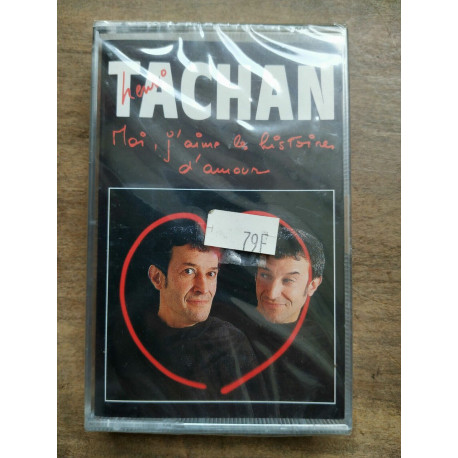 henri
TACHAN
Moi, j'aime les histoires
d'amour
79F